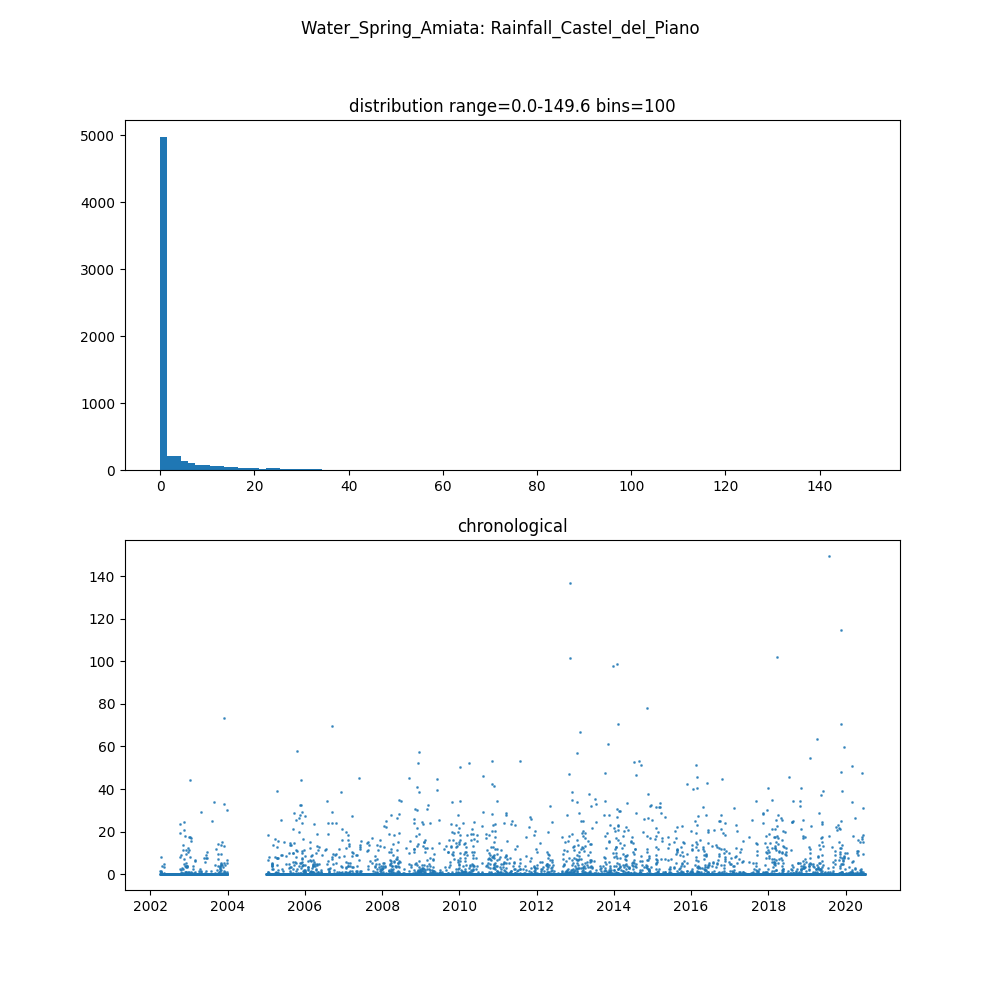 Water_Spring_Amiata: Rainfall_Castel_del_Piano
distribution range=0.0-149.6 bins=100
5000
4000
3000
2000
1000
0
0 20 40 60 80 100 120 140
chronological
140
120
100
80
60
40
20
0
2002 2004 2006 2008 2010 2012 2014 2016 2018 2020